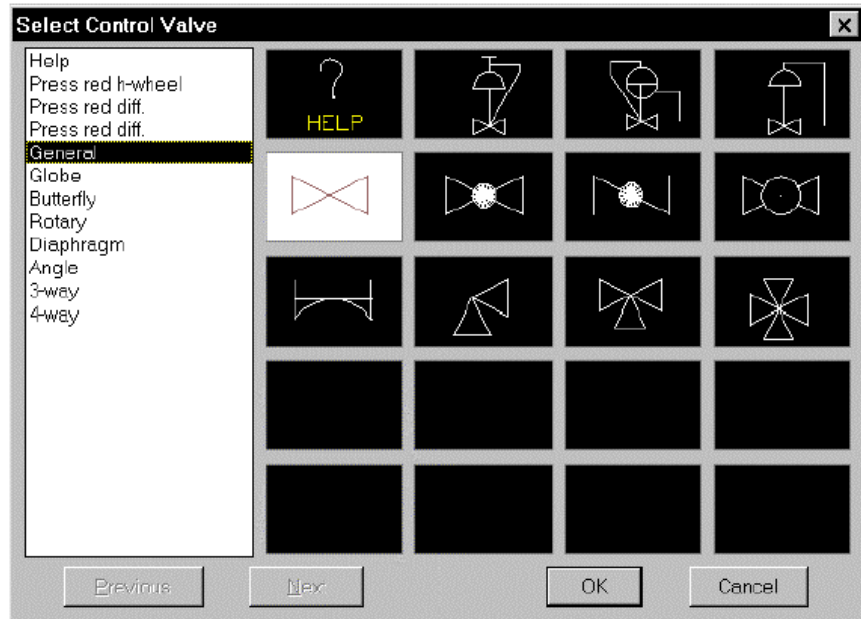 Select Control Valve
Help
Press red h-wheel
Press red diff.
Press red diff.
General
Globe
Butterfly
Rotary
Diaphragm
Angle
3-way
4-way
?
HELP
Previous
Next
OK
Cancel